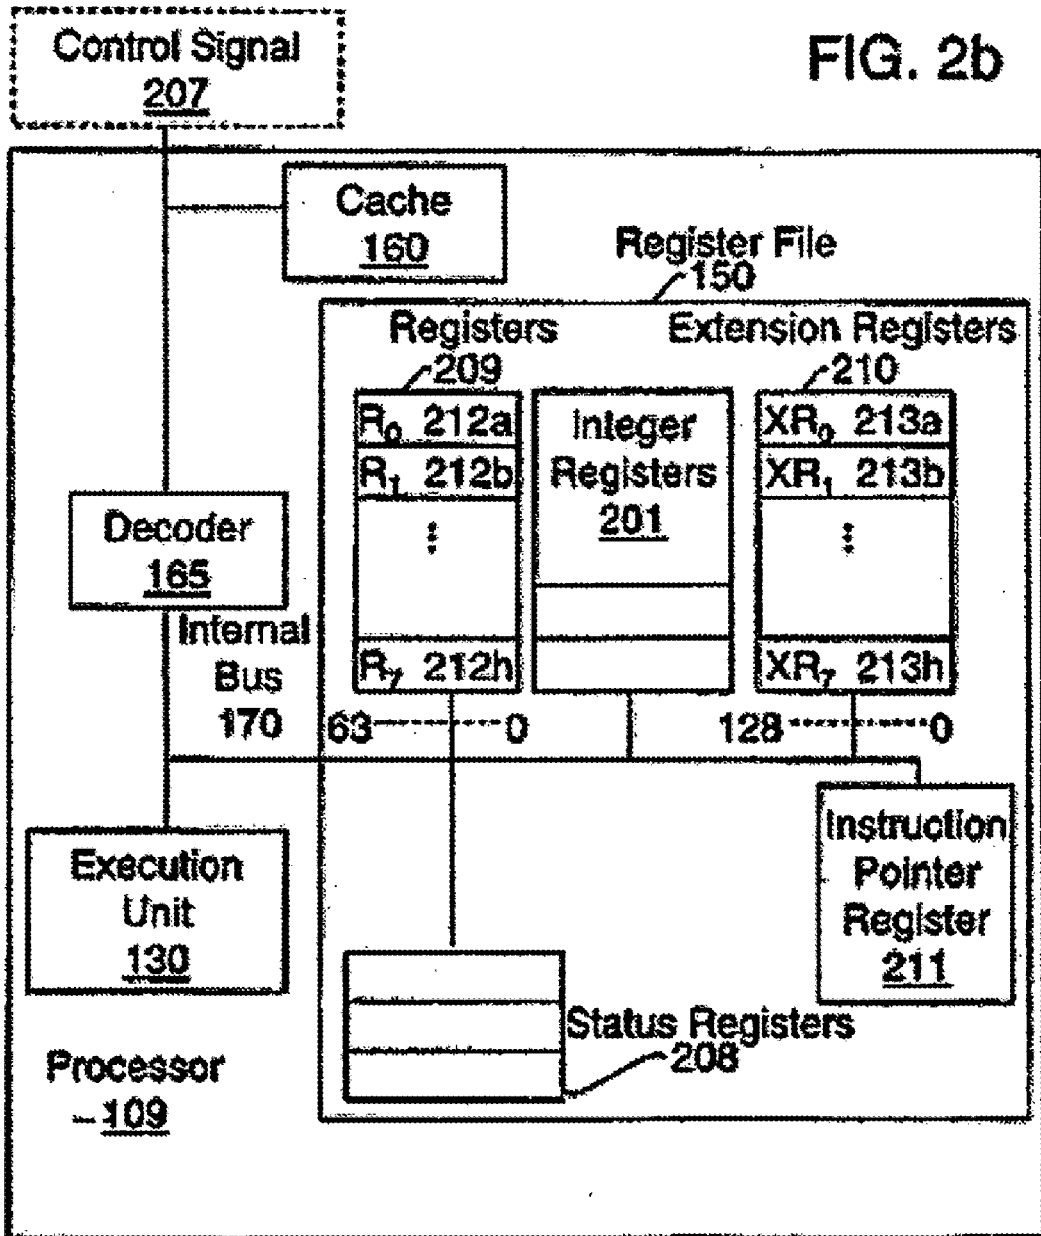 Control Signal
207
FIG. 2b
Cache
160
Register File
150
Registers
209
Extension Registers
210
R0 212a
R1 212b
⋮
R7 212h
63 0
Integer
Registers
201
XR0 213a
XR1 213b
⋮
XR7 213h
128 0
Decoder
165
Internal
Bus
170
Execution
Unit
130
Instruction
Pointer
Register
211
Status Registers
208
Processor
109